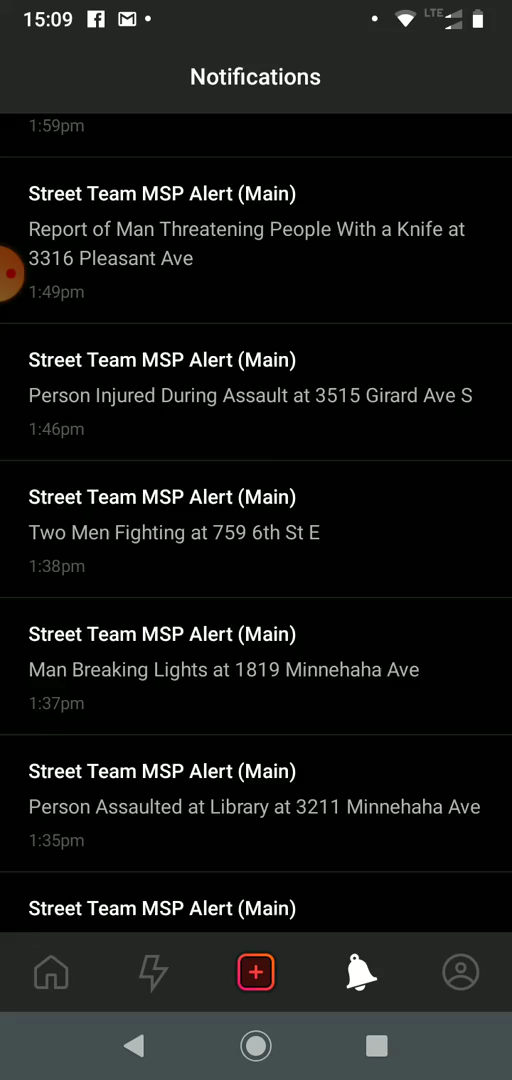 15:09
LTE
Notifications
1:59pm
Street Team MSP Alert (Main)
Report of Man Threatening People With a Knife at
3316 Pleasant Ave
1:49pm
Street Team MSP Alert (Main)
Person Injured During Assault at 3515 Girard Ave S
1:46pm
Street Team MSP Alert (Main)
Two Men Fighting at 759 6th St E
1:38pm
Street Team MSP Alert (Main)
Man Breaking Lights at 1819 Minnehaha Ave
1:37pm
Street Team MSP Alert (Main)
Person Assaulted at Library at 3211 Minnehaha Ave
1:35pm
Street Team MSP Alert (Main)